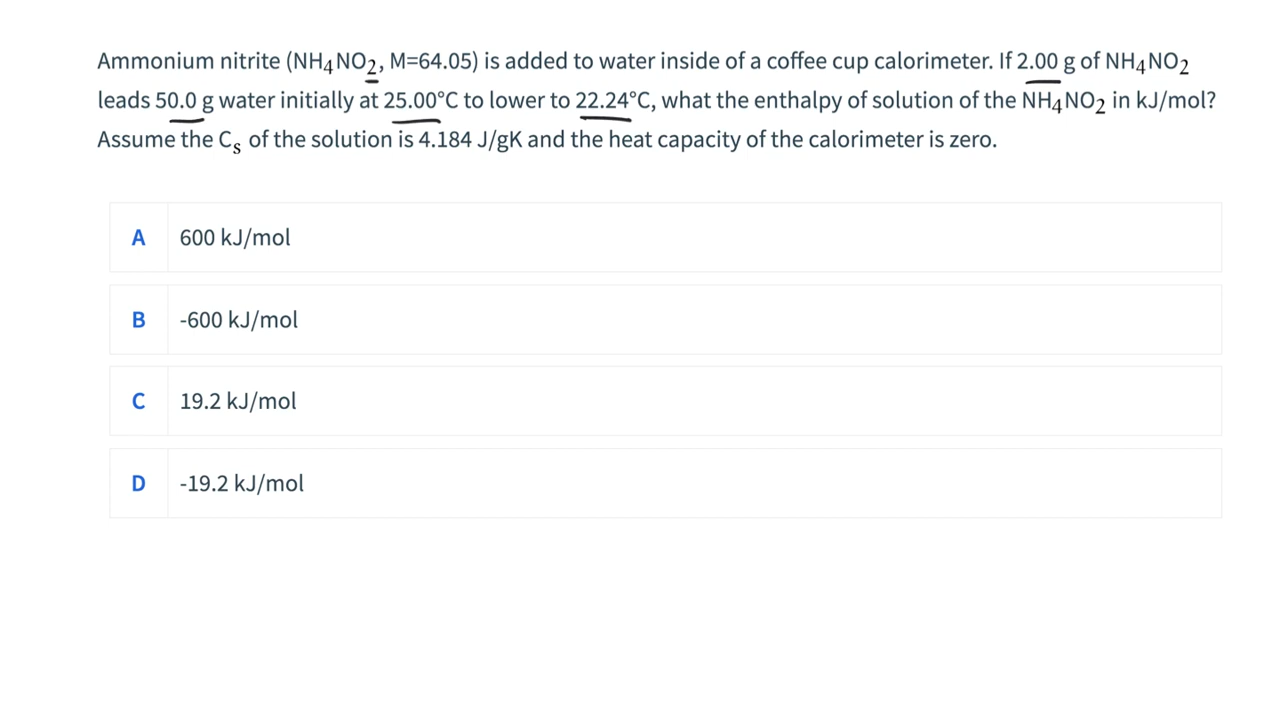 Ammonium nitrite (NH₄NO₂, M=64.05) is added to water inside of a coffee cup calorimeter. If 2.00 g of NH₄NO₂
leads 50.0 g water initially at 25.00°C to lower to 22.24°C, what the enthalpy of solution of the NH₄NO₂ in kJ/mol?
Assume the Cₛ of the solution is 4.184 J/gK and the heat capacity of the calorimeter is zero.
A 600 kJ/mol
B -600 kJ/mol
C 19.2 kJ/mol
D -19.2 kJ/mol